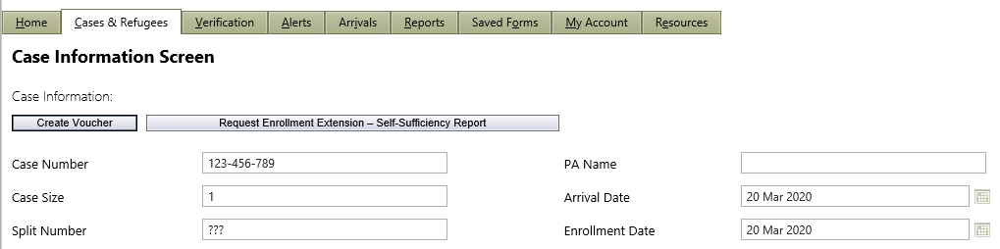 Home Cases & Refugees Verification Alerts Arrivals Reports Saved Forms My Account Resources
Case Information Screen
Case Information:
Create Voucher Request Enrollment Extension – Self-Sufficiency Report
Case Number 123-456-789 PA Name
Case Size 1 Arrival Date 20 Mar 2020
Split Number ??? Enrollment Date 20 Mar 2020